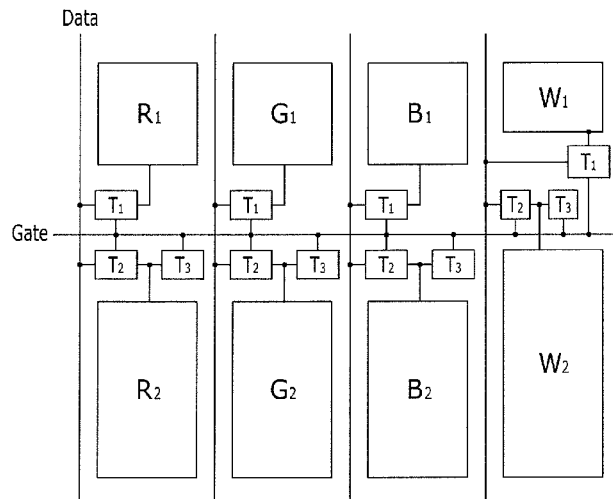 Data
R1 G1 B1 W1
T1
T1 T1 T1 T2 T3
Gate
T2 T3 T2 T3 T2 T3
R2 G2 B2 W2